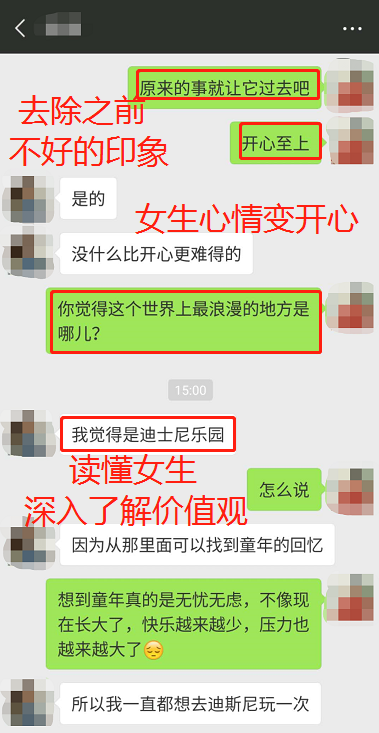 原来的事就让它过去吧
去除之前
不好的印象
开心至上
是的
女生心情变开心
没什么比开心更难得的
你觉得这个世界上最浪漫的地方是
哪儿？
15:00
我觉得是迪士尼乐园
读懂女生
深入了解价值观
怎么说
因为从那里面可以找到童年的回忆
想到童年真的是无忧无虑，不像现
在长大了，快乐越来越少，压力也
越来越大了😔
所以我一直都想去迪斯尼玩一次